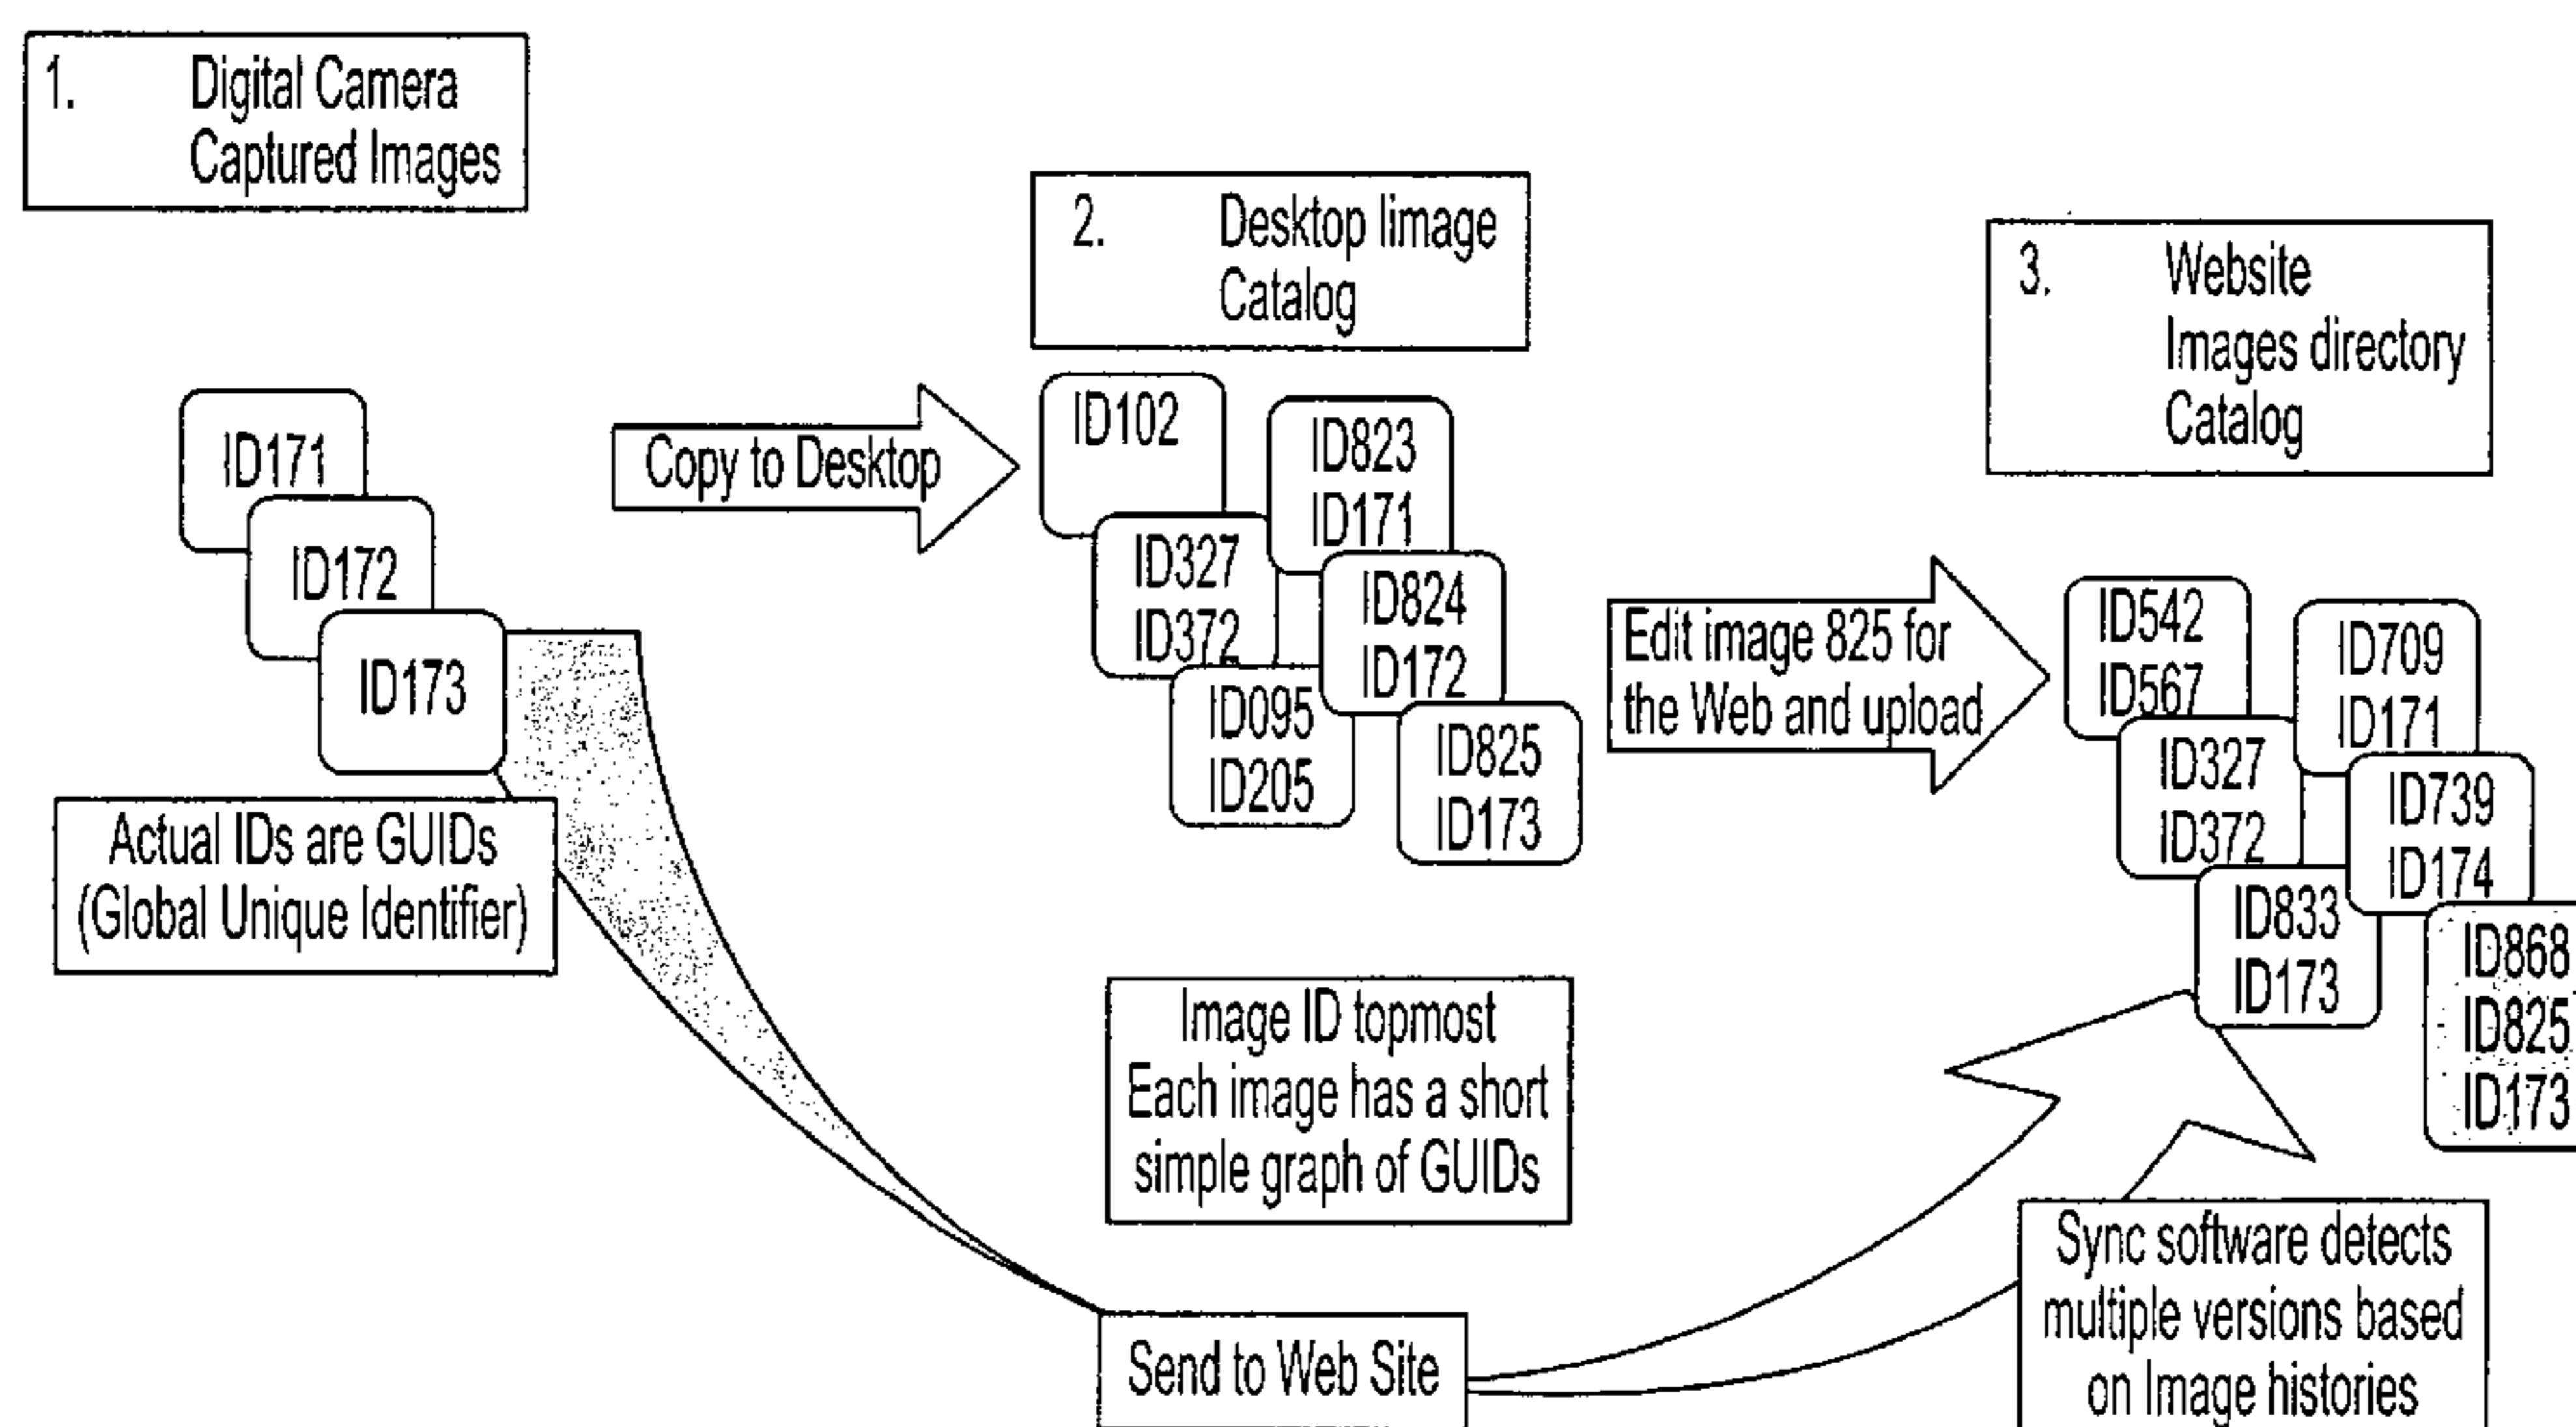 1. Digital Camera
Captured Images
2. Desktop Iimage
Catalog
3. Website
Images directory
Catalog
ID171
ID172
ID173
Copy to Desktop
ID102
ID327
ID372
ID095
ID205
ID823
ID171
ID824
ID172
ID825
ID173
Edit image 825 for
the Web and upload
ID542
ID567
ID327
ID372
ID833
ID173
ID709
ID171
ID739
ID174
ID868
ID825
ID173
Actual IDs are GUIDs
(Global Unique Identifier)
Image ID topmost
Each image has a short
simple graph of GUIDs
Send to Web Site
Sync software detects
multiple versions based
on Image histories